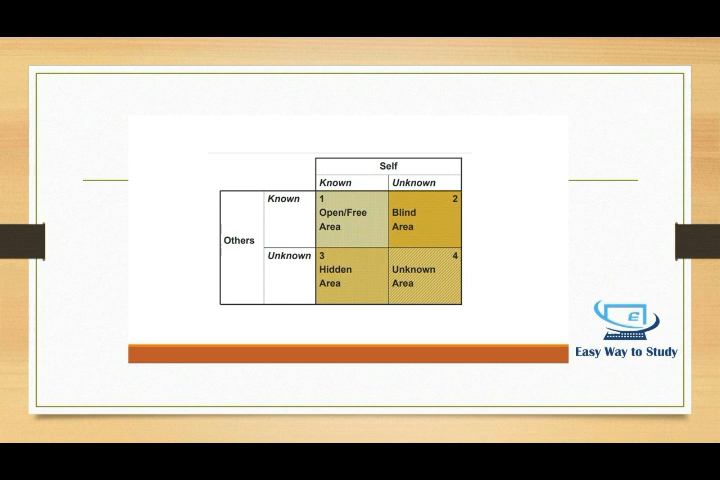 Self
Known Unknown
Known 1 2
Open/Free Blind
Area Area
Others
Unknown 3 4
Hidden Unknown
Area Area
Easy Way to Study